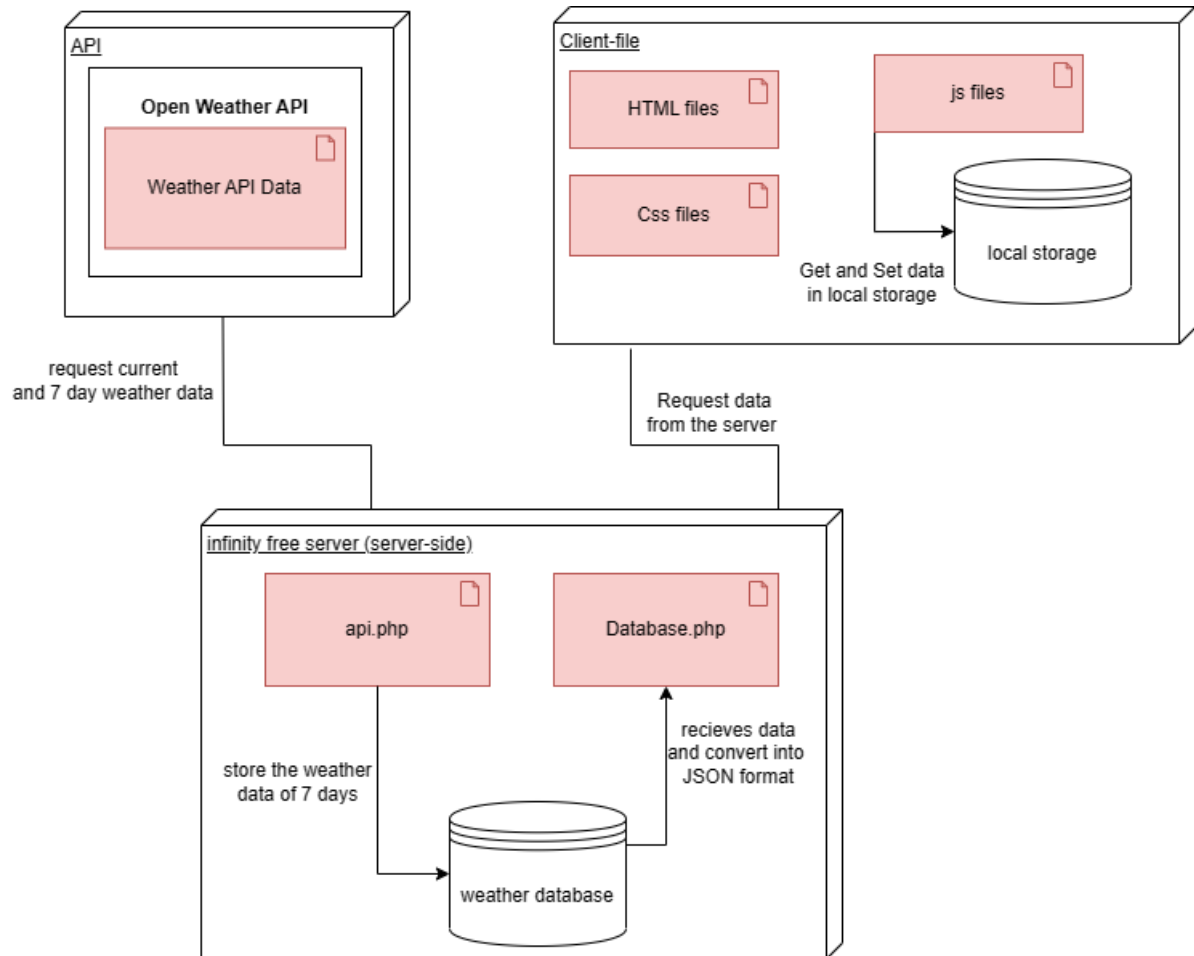 API
Open Weather API
Weather API Data
Client-file
HTML files
js files
Css files
local storage
Get and Set data
in local storage
request current
and 7 day weather data
Request data
from the server
infinity free server (server-side)
api.php
Database.php
store the weather
data of 7 days
recieves data
and convert into
JSON format
weather database